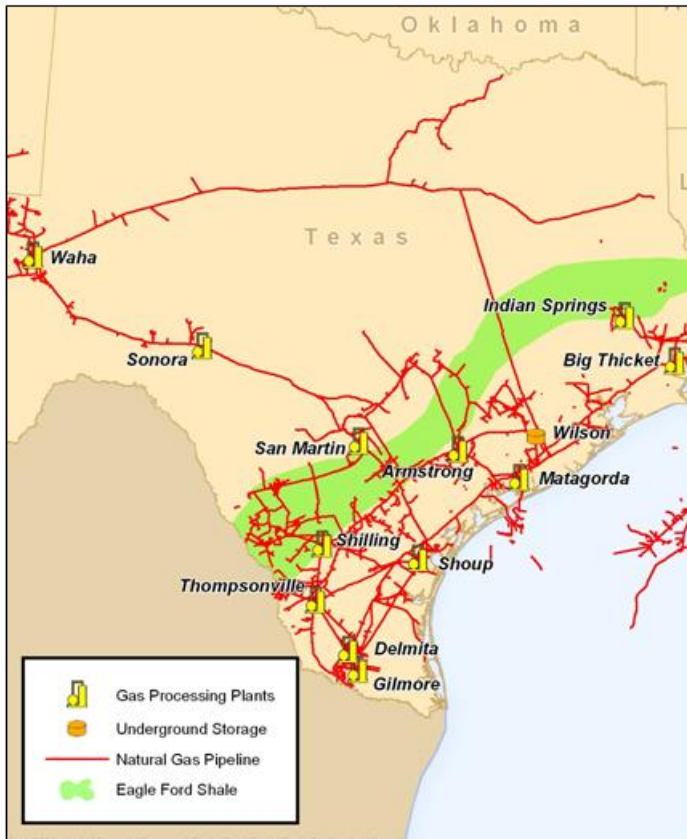 Oklahoma
Texas
L
Waha
Indian Springs
Sonora
Big Thicket
San Martin
Wilson
Armstrong
Matagorda
Shilling
Shoup
Thompsonville
Delmita
Gilmore
Gas Processing Plants
Underground Storage
Natural Gas Pipeline
Eagle Ford Shale